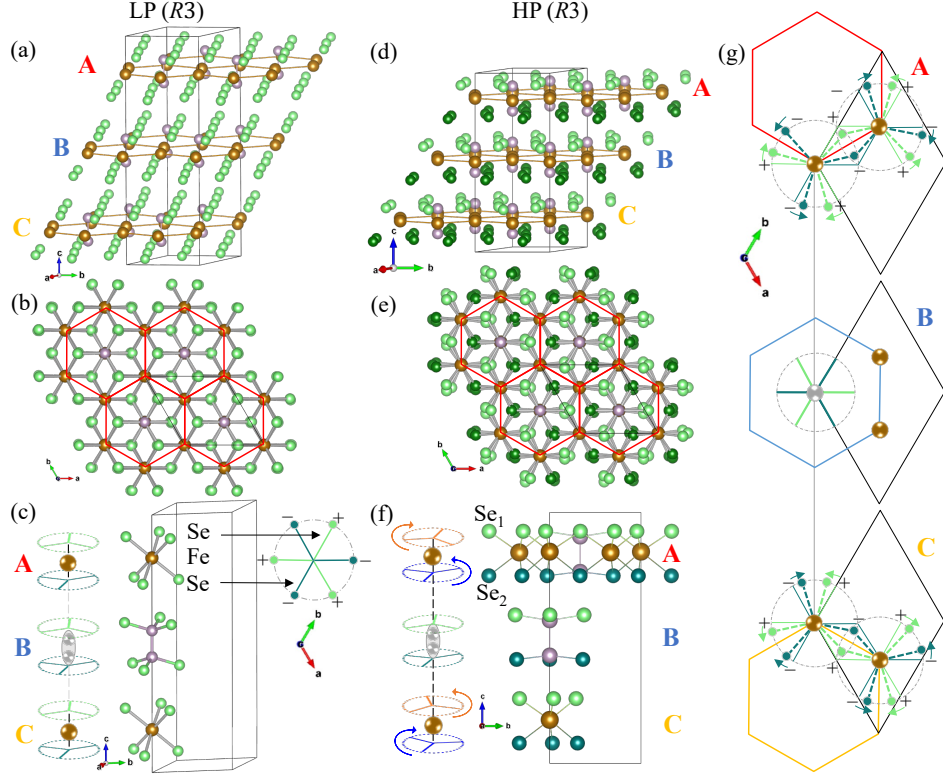 LP (R3)
HP (R3)
(a)
A
B
C
c
a
b
(d)
A
B
C
c
a
b
(g)
A
− + − + − +
+ − + −
b
a
B
C
− + − +
+ − + −
(b)
b
a
(e)
b
a
(c)
A
B
C
c
a
b
Se
Fe
Se
− +
+ −
− +
b
a
(f)
Se1
Se2
A
B
C
c
a
b